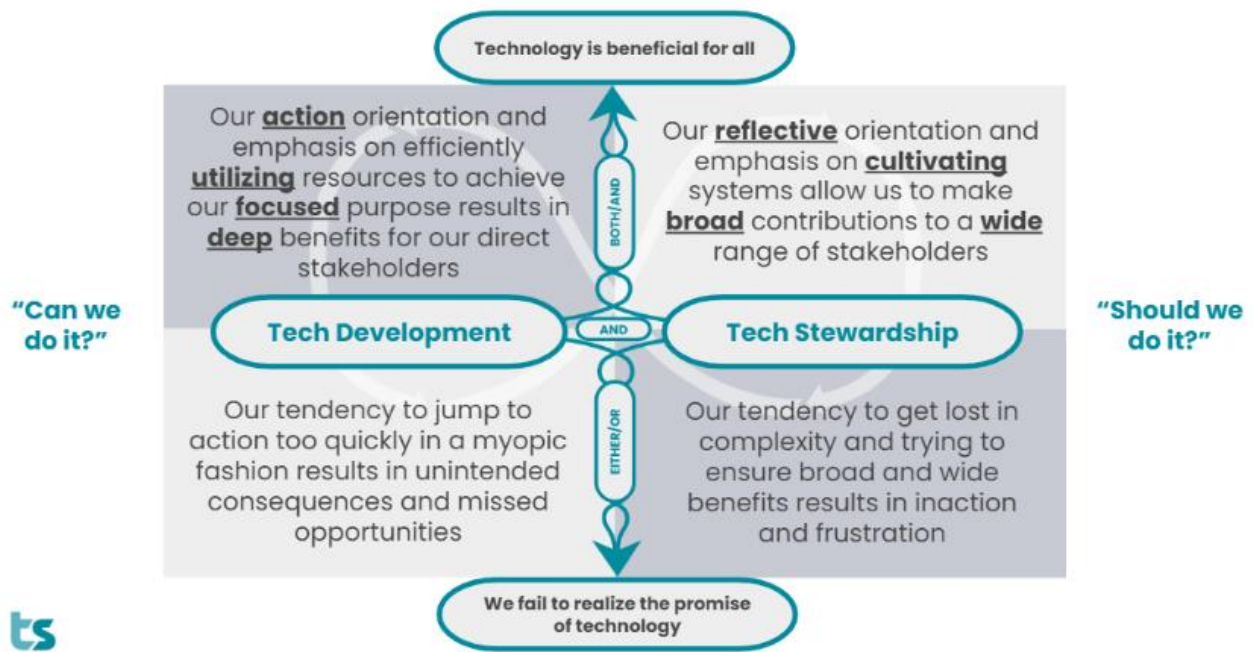 Technology is beneficial for all
Our action orientation and
emphasis on efficiently
utilizing resources to achieve
our focused purpose results in
deep benefits for our direct
stakeholders
BOTH/AND
Our reflective orientation and
emphasis on cultivating
systems allow us to make
broad contributions to a wide
range of stakeholders
“Can we
do it?”
Tech Development
AND
Tech Stewardship
“Should we
do it?”
Our tendency to jump to
action too quickly in a myopic
fashion results in unintended
consequences and missed
opportunities
EITHER/OR
Our tendency to get lost in
complexity and trying to
ensure broad and wide
benefits results in inaction
and frustration
We fail to realize the promise
of technology
ts